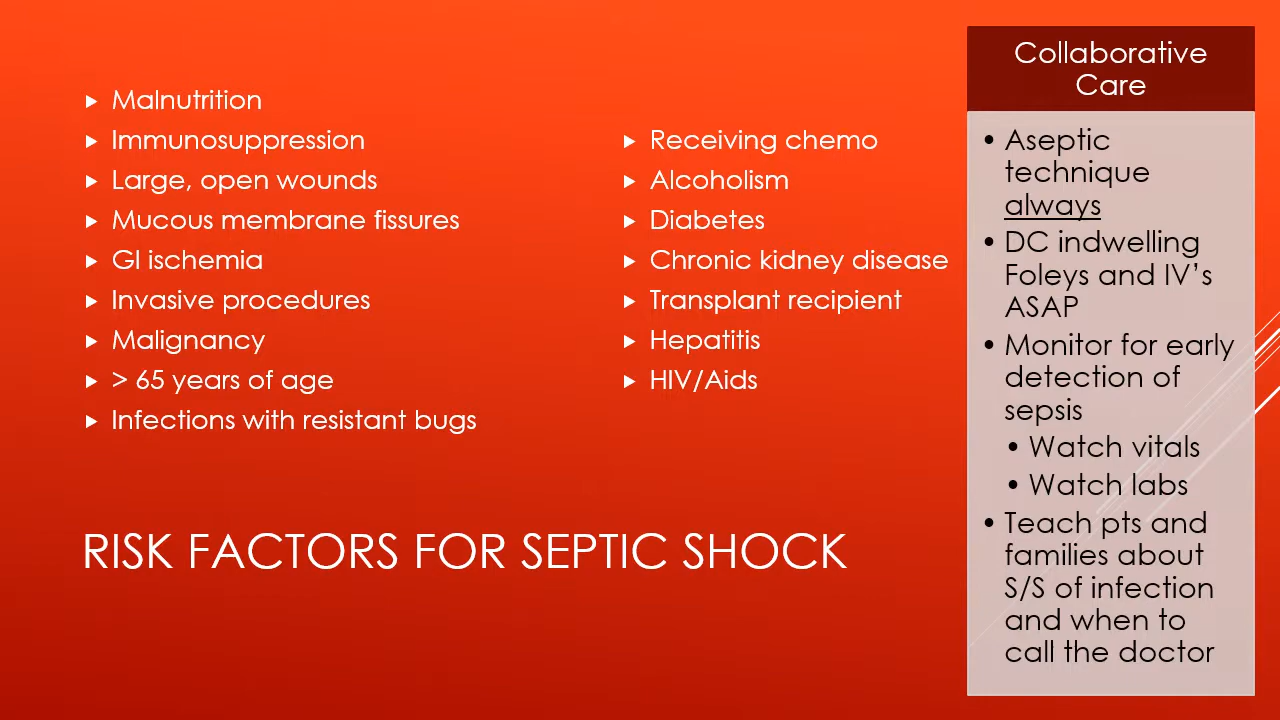 Malnutrition
Immunosuppression
Large, open wounds
Mucous membrane fissures
GI ischemia
Invasive procedures
Malignancy
> 65 years of age
Infections with resistant bugs
Receiving chemo
Alcoholism
Diabetes
Chronic kidney disease
Transplant recipient
Hepatitis
HIV/Aids
RISK FACTORS FOR SEPTIC SHOCK
Collaborative
Care
• Aseptic
technique
always
• DC indwelling
Foleys and IV’s
ASAP
• Monitor for early
detection of
sepsis
• Watch vitals
• Watch labs
• Teach pts and
families about
S/S of infection
and when to
call the doctor